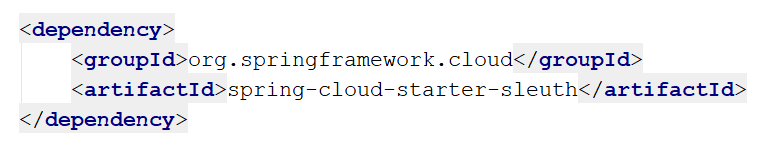 <dependency>
    <groupId>org.springframework.cloud</groupId>
    <artifactId>spring-cloud-starter-sleuth</artifactId>
</dependency>